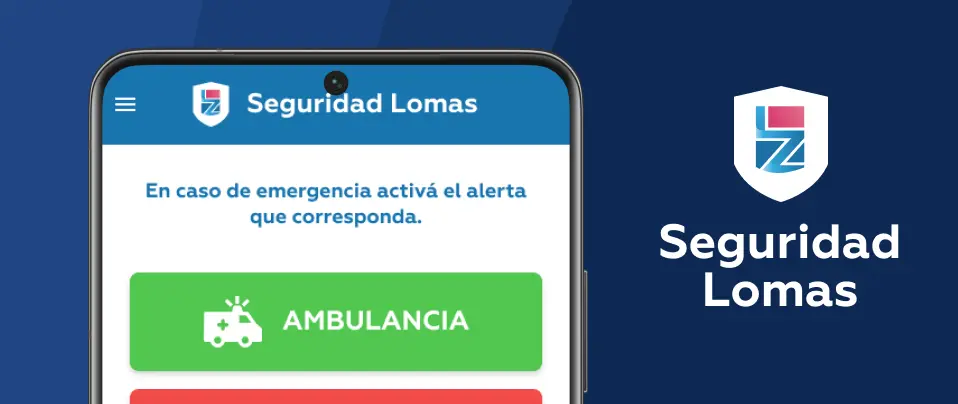 Seguridad Lomas
En caso de emergencia activá el alerta
que corresponda.
AMBULANCIA
Seguridad
Lomas